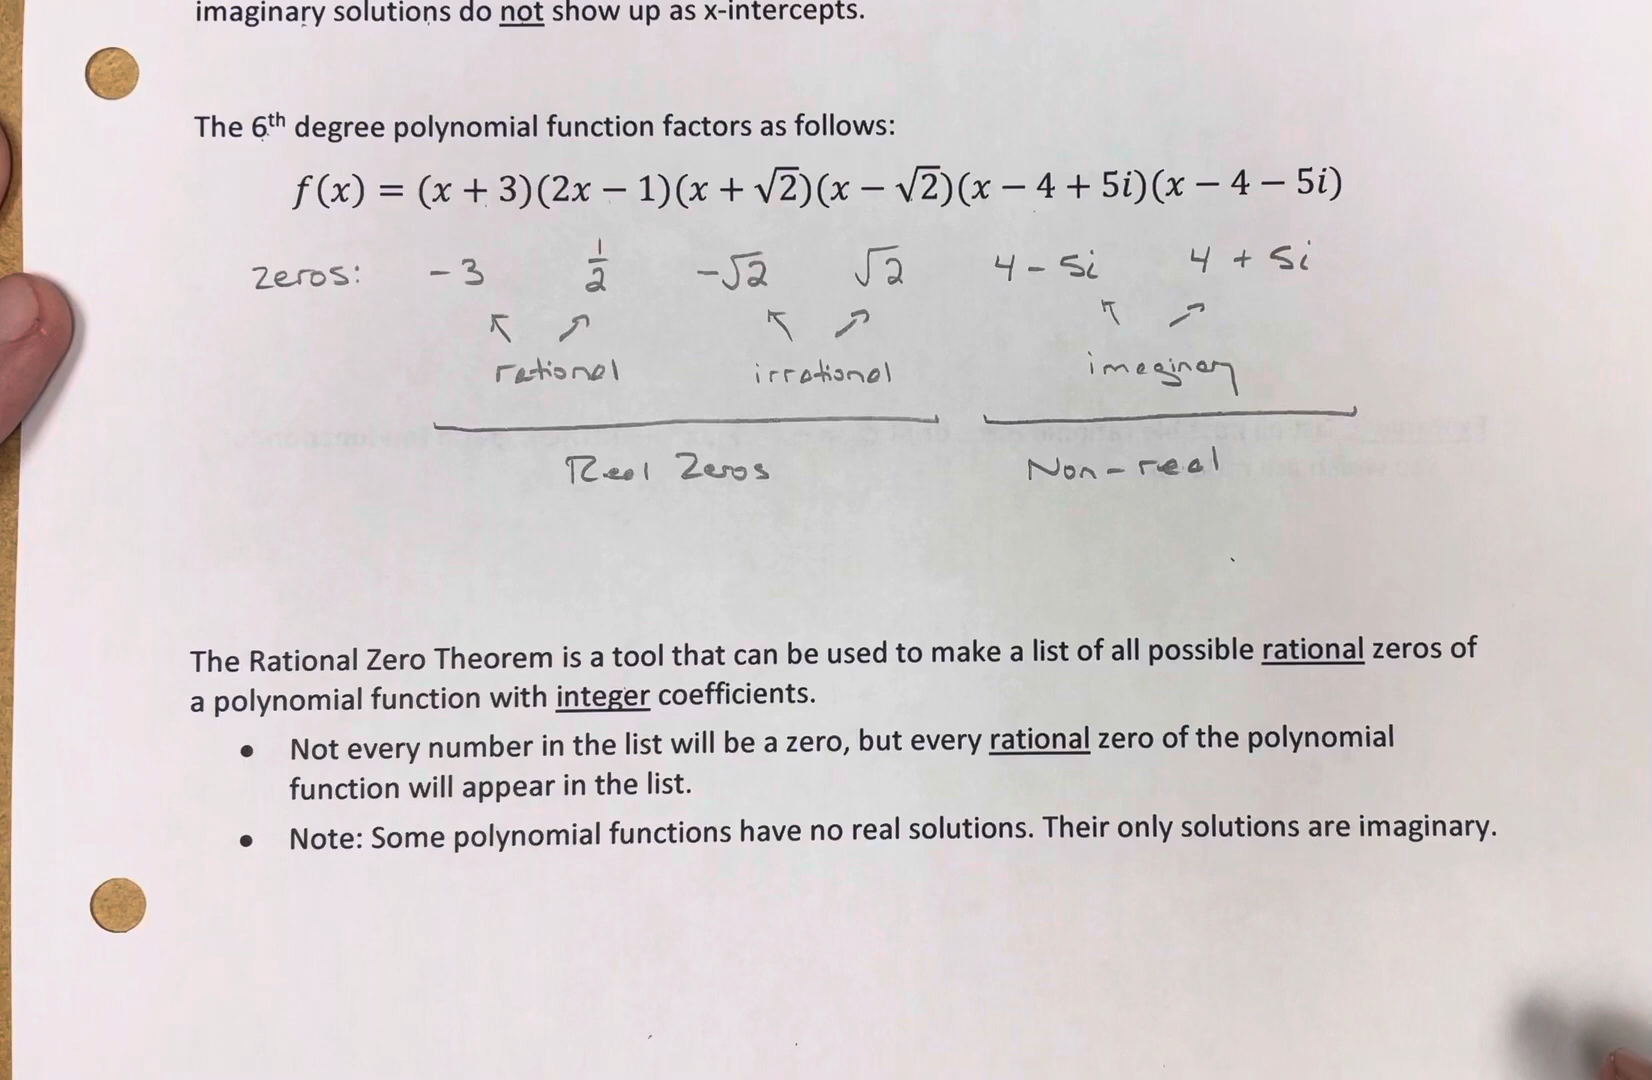 imaginary solutions do not show up as x-intercepts.
The 6th degree polynomial function factors as follows:
f(x) = (x + 3)(2x − 1)(x + √2)(x − √2)(x − 4 + 5i)(x − 4 − 5i)
zeros: -3 1/2 -√2 √2 4 - 5i 4 + 5i
rational irrational imaginary
Real Zeros Non-real
The Rational Zero Theorem is a tool that can be used to make a list of all possible rational zeros of
a polynomial function with integer coefficients.
• Not every number in the list will be a zero, but every rational zero of the polynomial
function will appear in the list.
• Note: Some polynomial functions have no real solutions. Their only solutions are imaginary.